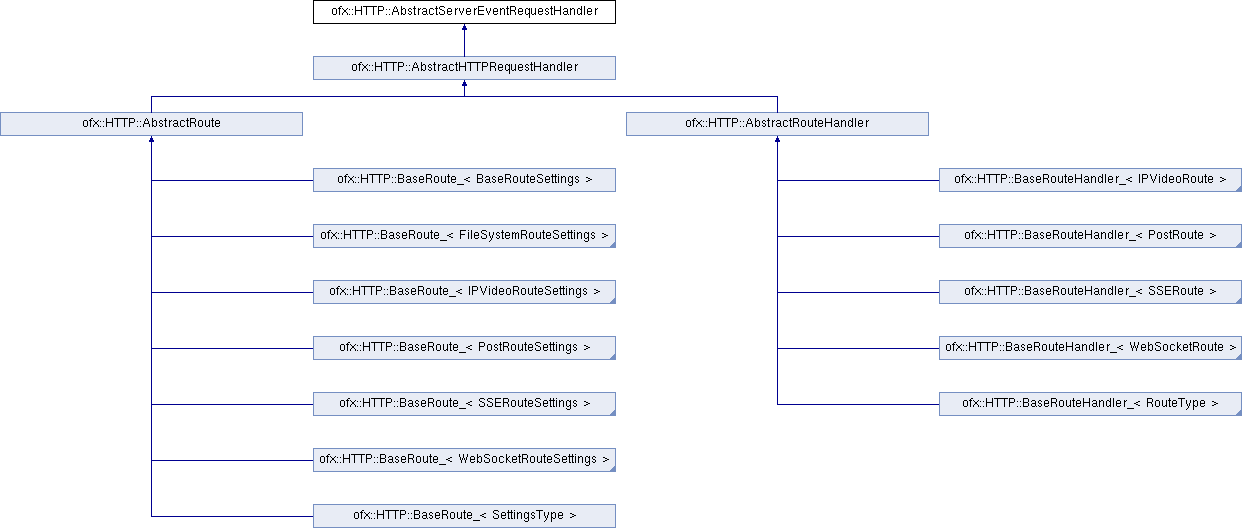 ofx::HTTP::AbstractServerEventRequestHandler
ofx::HTTP::AbstractHTTPRequestHandler
ofx::HTTP::AbstractRoute
ofx::HTTP::AbstractRouteHandler
ofx::HTTP::BaseRoute_< BaseRouteSettings >
ofx::HTTP::BaseRouteHandler_< IPVideoRoute >
ofx::HTTP::BaseRoute_< FileSystemRouteSettings >
ofx::HTTP::BaseRouteHandler_< PostRoute >
ofx::HTTP::BaseRoute_< IPVideoRouteSettings >
ofx::HTTP::BaseRouteHandler_< SSERoute >
ofx::HTTP::BaseRoute_< PostRouteSettings >
ofx::HTTP::BaseRouteHandler_< WebSocketRoute >
ofx::HTTP::BaseRoute_< SSERouteSettings >
ofx::HTTP::BaseRouteHandler_< RouteType >
ofx::HTTP::BaseRoute_< WebSocketRouteSettings >
ofx::HTTP::BaseRoute_< SettingsType >